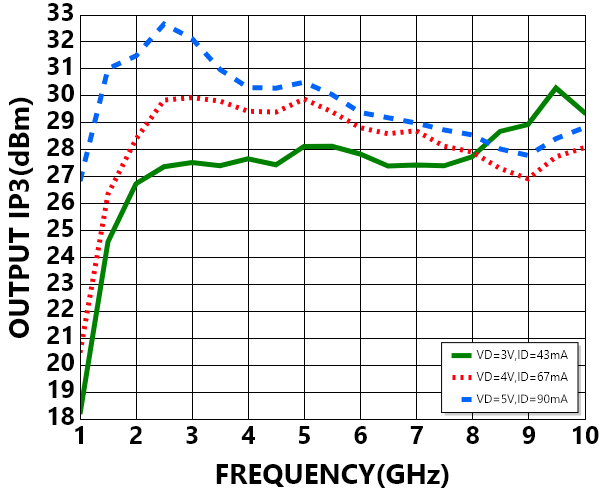 33
32
31
30
29
28
27
26
25
24
23
22
21
20
19
18
OUTPUT IP3(dBm)
VD=3V,ID=43mA
VD=4V,ID=67mA
VD=5V,ID=90mA
1 2 3 4 5 6 7 8 9 10
FREQUENCY(GHz)